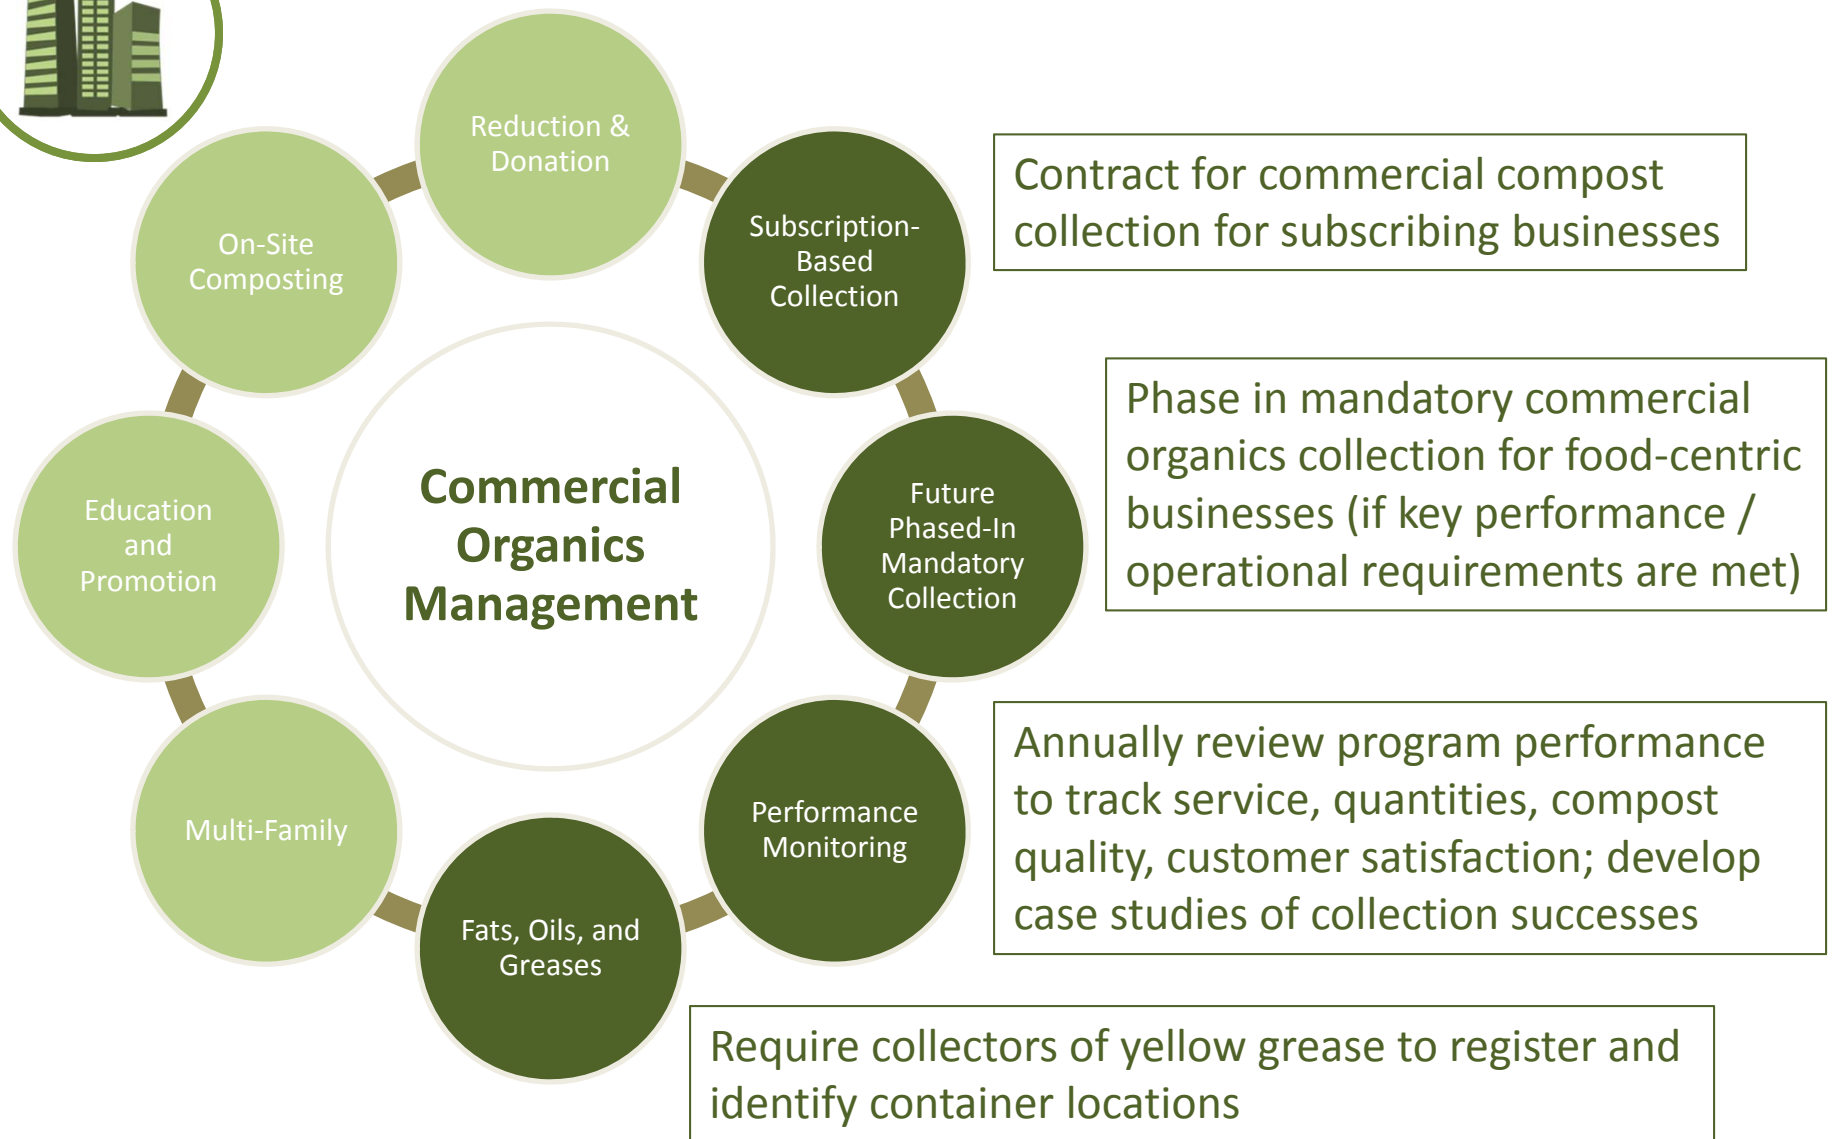 Reduction &
Donation
Subscription-
Based
Collection
Contract for commercial compost
collection for subscribing businesses
On-Site
Composting
Future
Phased-In
Mandatory
Collection
Phase in mandatory commercial
organics collection for food-centric
businesses (if key performance /
operational requirements are met)
Commercial
Organics
Management
Education
and
Promotion
Performance
Monitoring
Annually review program performance
to track service, quantities, compost
quality, customer satisfaction; develop
case studies of collection successes
Multi-Family
Fats, Oils, and
Greases
Require collectors of yellow grease to register and
identify container locations